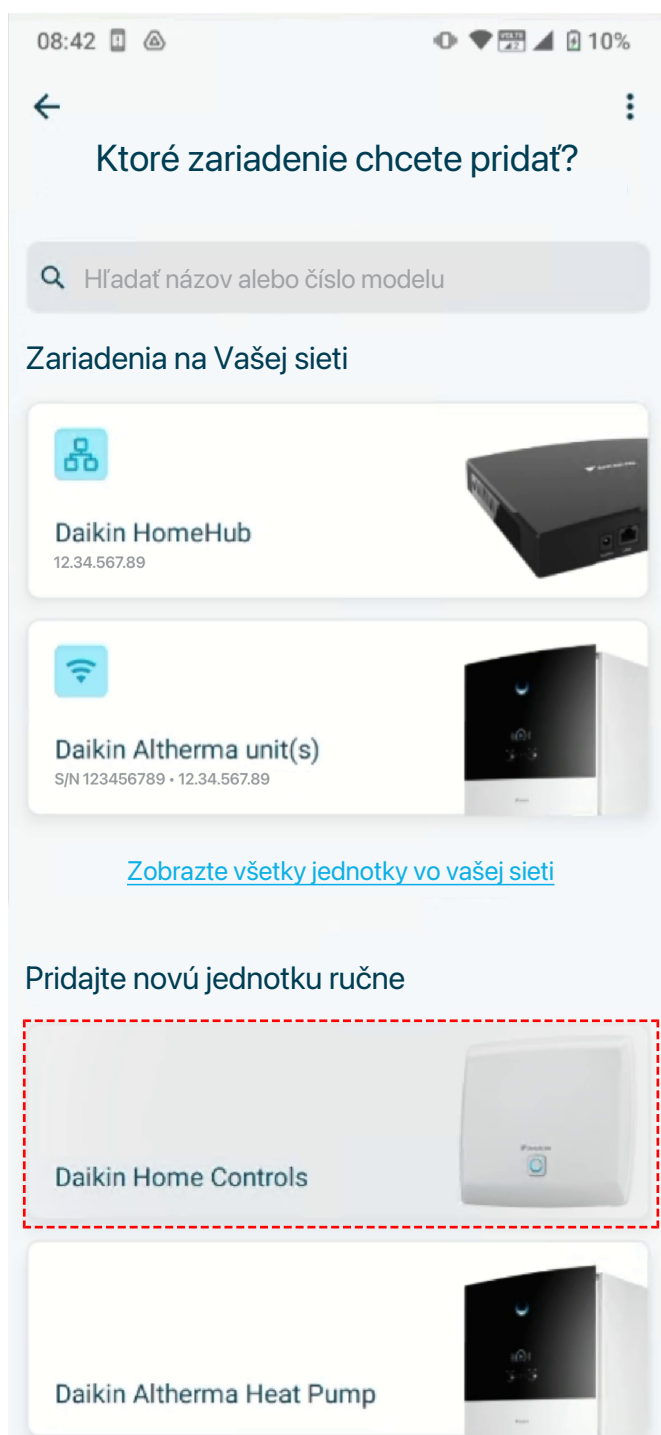 08:42
10%
Ktoré zariadenie chcete pridať?
Hľadať názov alebo číslo modelu
Zariadenia na Vašej sieti
Daikin HomeHub
12.34.567.89
Daikin Altherma unit(s)
S/N 123456789 • 12.34.567.89
Zobrazte všetky jednotky vo vašej sieti
Pridajte novú jednotku ručne
Daikin Home Controls
Daikin Altherma Heat Pump